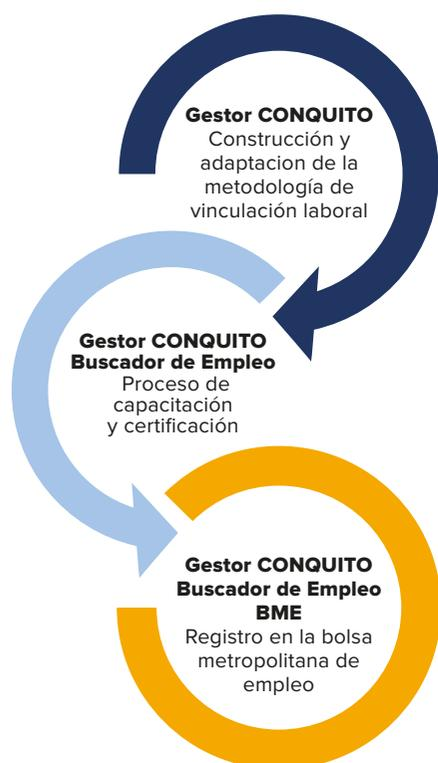 Gestor CONQUITO
Construcción y
adaptacion de la
metodología de
vinculación laboral
Gestor CONQUITO
Buscador de Empleo
Proceso de
capacitación
y certificación
Gestor CONQUITO
Buscador de Empleo
BME
Registro en la bolsa
metropolitana de
empleo